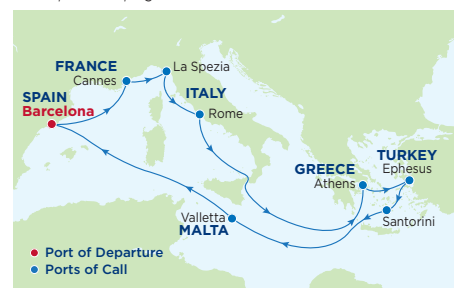 FRANCE
Cannes
La Spezia
SPAIN
Barcelona
ITALY
Rome
GREECE
Athens
TURKEY
Ephesus
Santorini
Valletta
MALTA
Port of Departure
Ports of Call